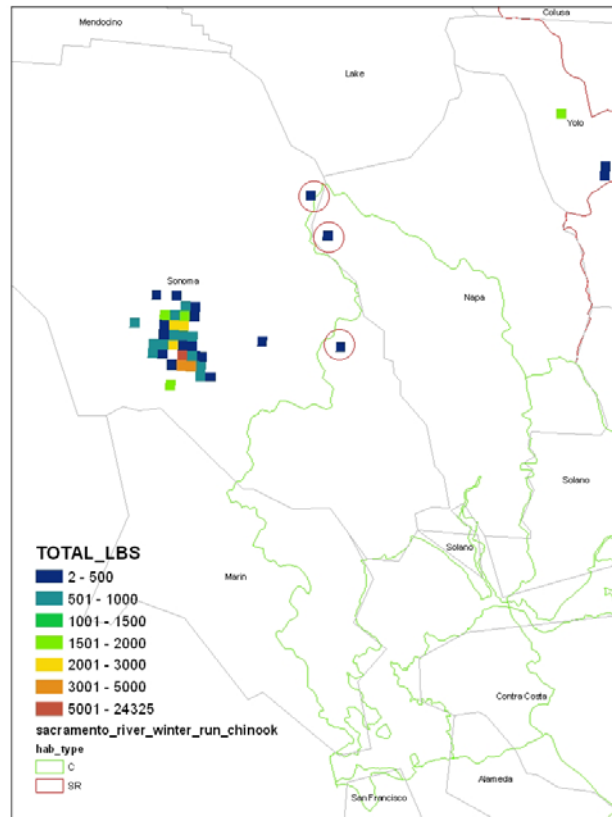 Mendocino
Colusa
Lake
Yolo
Sonoma
Napa
Solano
Solano
Marin
Contra Costa
Alameda
San Francisco
TOTAL_LBS
2 - 500
501 - 1000
1001 - 1500
1501 - 2000
2001 - 3000
3001 - 5000
5001 - 24325
sacramento_river_winter_run_chinook
hab_type
C
SR